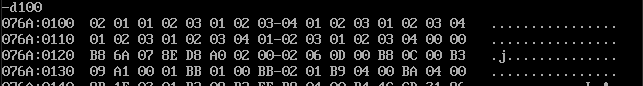 -d100
076A:0100  02 01 01 02 03 01 02 03-04 01 02 03 01 02 03 04   ................
076A:0110  01 02 03 01 02 03 04 01-02 03 01 02 03 04 00 00   ................
076A:0120  B8 6A 07 8E D8 A0 02 00-02 06 0D 00 B8 0C 00 B3   .j..............
076A:0130  09 A1 00 01 BB 01 00 BB-02 01 B9 04 00 BA 04 00   ................